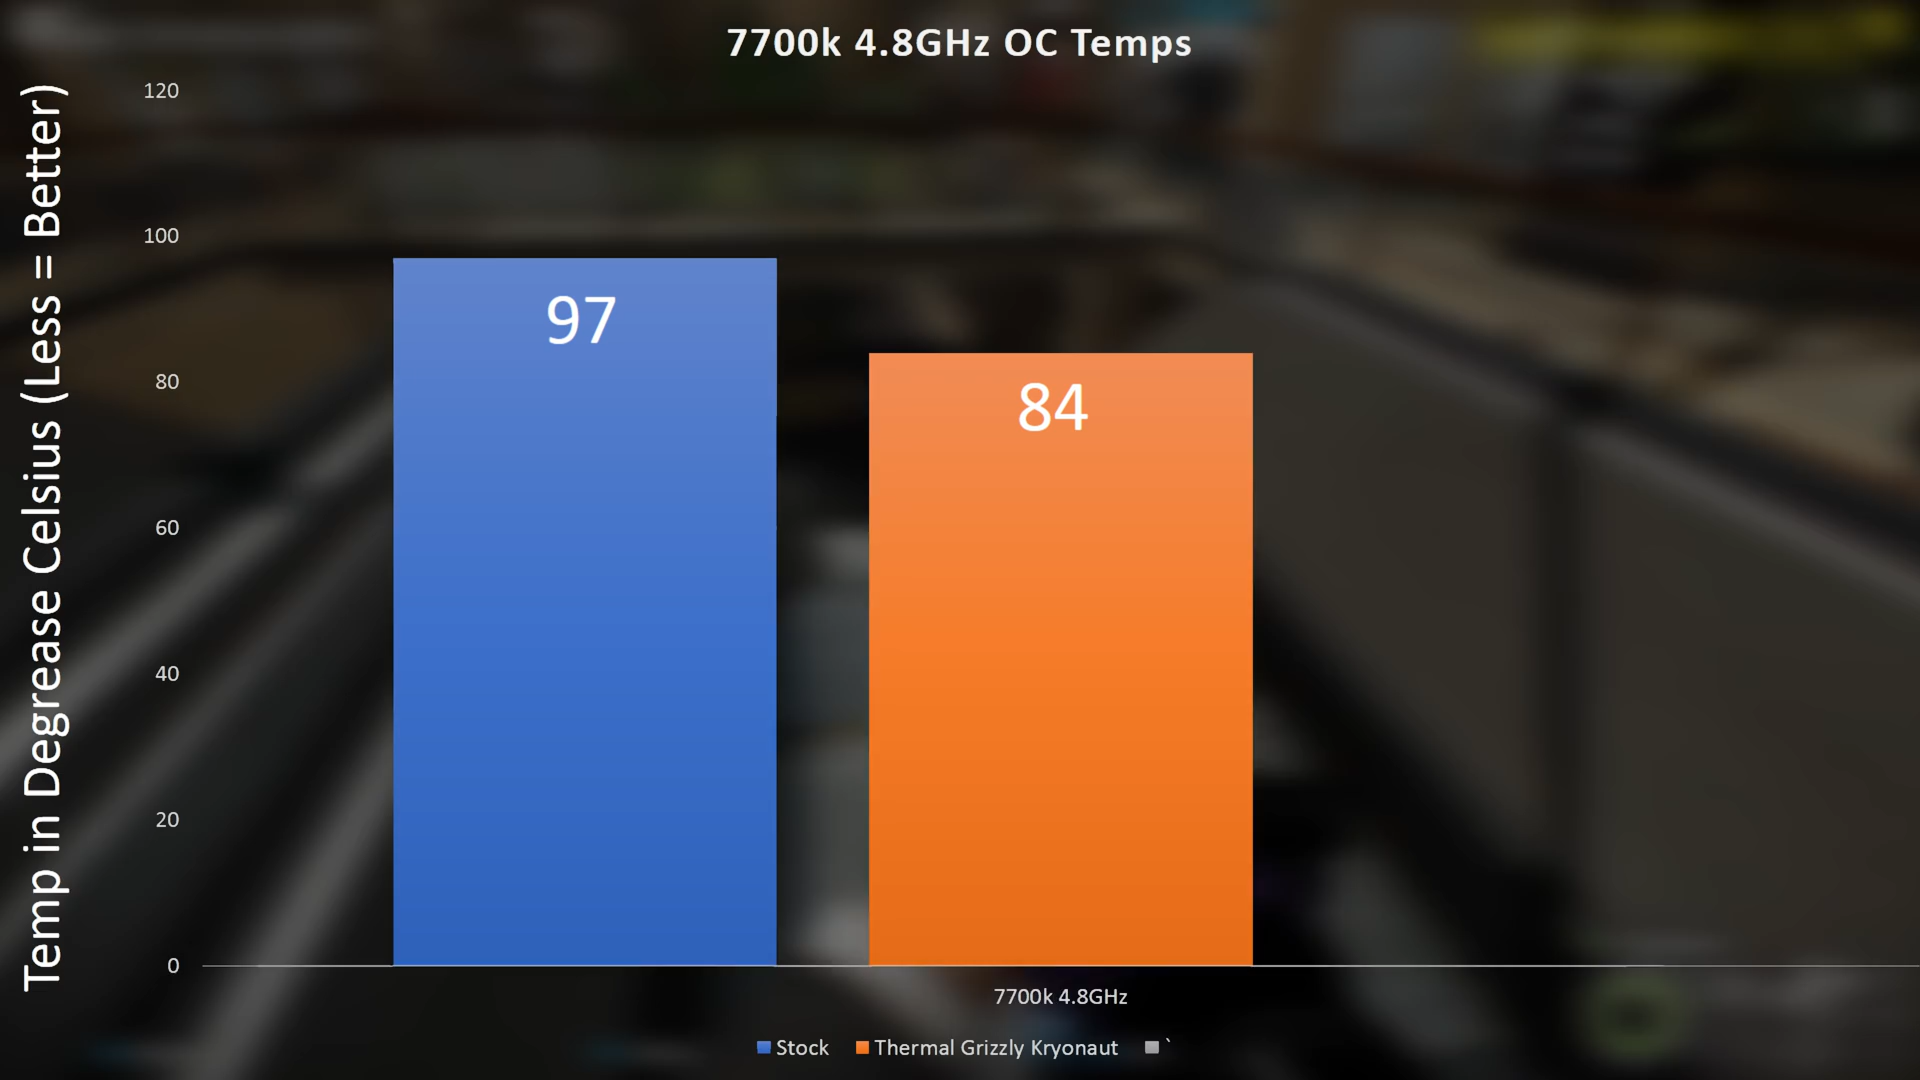 7700k 4.8GHz OC Temps
Temp in Degrease Celsius (Less = Better)
120
100
80
60
40
20
0
97
84
7700k 4.8GHz
Stock
Thermal Grizzly Kryonaut
`